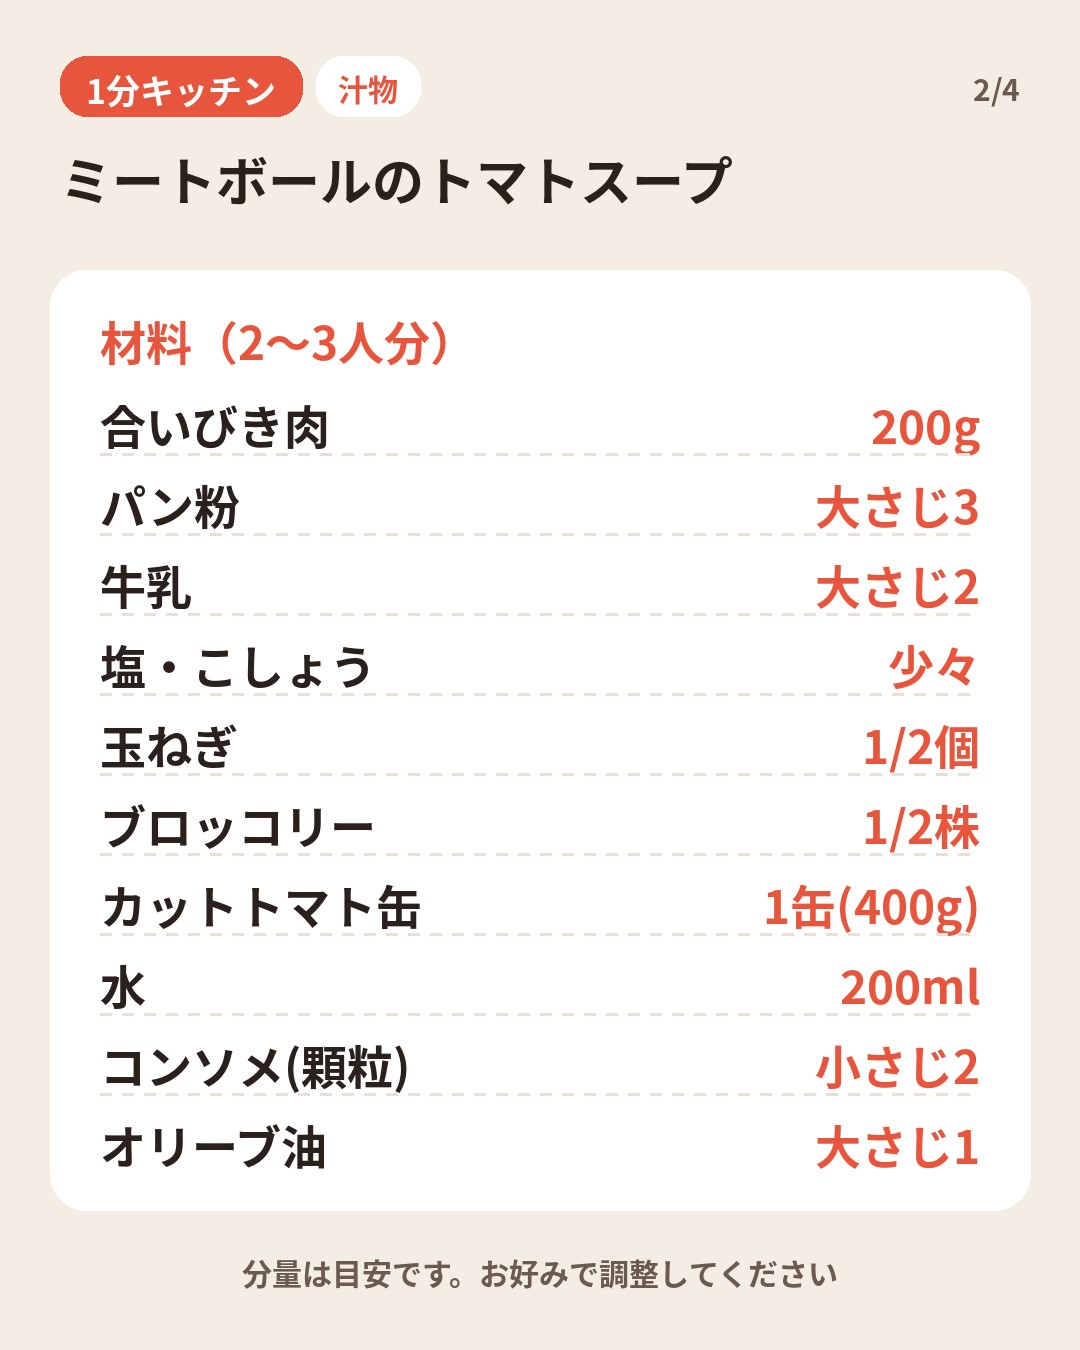 1分キッチン 汁物 2/4
ミートボールのトマトスープ
材料（2〜3人分）
合いびき肉 200g
パン粉 大さじ3
牛乳 大さじ2
塩・こしょう 少々
玉ねぎ 1/2個
ブロッコリー 1/2株
カットトマト缶 1缶(400g)
水 200ml
コンソメ(顆粒) 小さじ2
オリーブ油 大さじ1
分量は目安です。お好みで調整してください